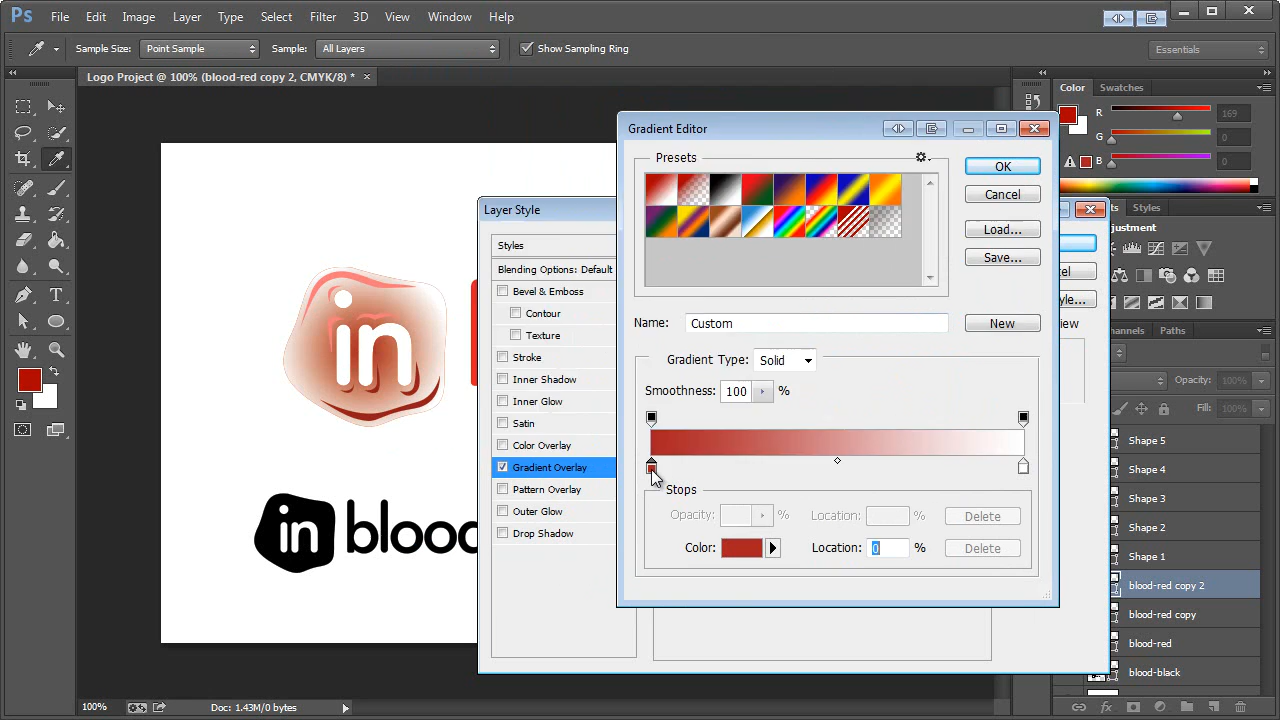 Ps File Edit Image Layer Type Select Filter 3D View Window Help
Sample Size: Point Sample Sample: All Layers Show Sampling Ring Essentials
Logo Project @ 100% (blood-red copy 2, CMYK/8) * ×
Color Swatches
R 169
G 0
B 0
Styles
Gradient Editor
Presets
OK
Cancel
Load...
Save...
Name: Custom New
Gradient Type: Solid
Smoothness: 100 %
Stops
Opacity: % Location: % Delete
Color: Location: 0 % Delete
Layer Style
Styles
Blending Options: Default
Bevel & Emboss
Contour
Texture
Stroke
Inner Shadow
Inner Glow
Satin
Color Overlay
Gradient Overlay
Pattern Overlay
Outer Glow
Drop Shadow
in
in blood
Paths
Opacity: 100%
Fill: 100%
Shape 5
Shape 4
Shape 3
Shape 2
Shape 1
blood-red copy 2
blood-red copy
blood-red
blood-black
100% Doc: 1.43M/0 bytes